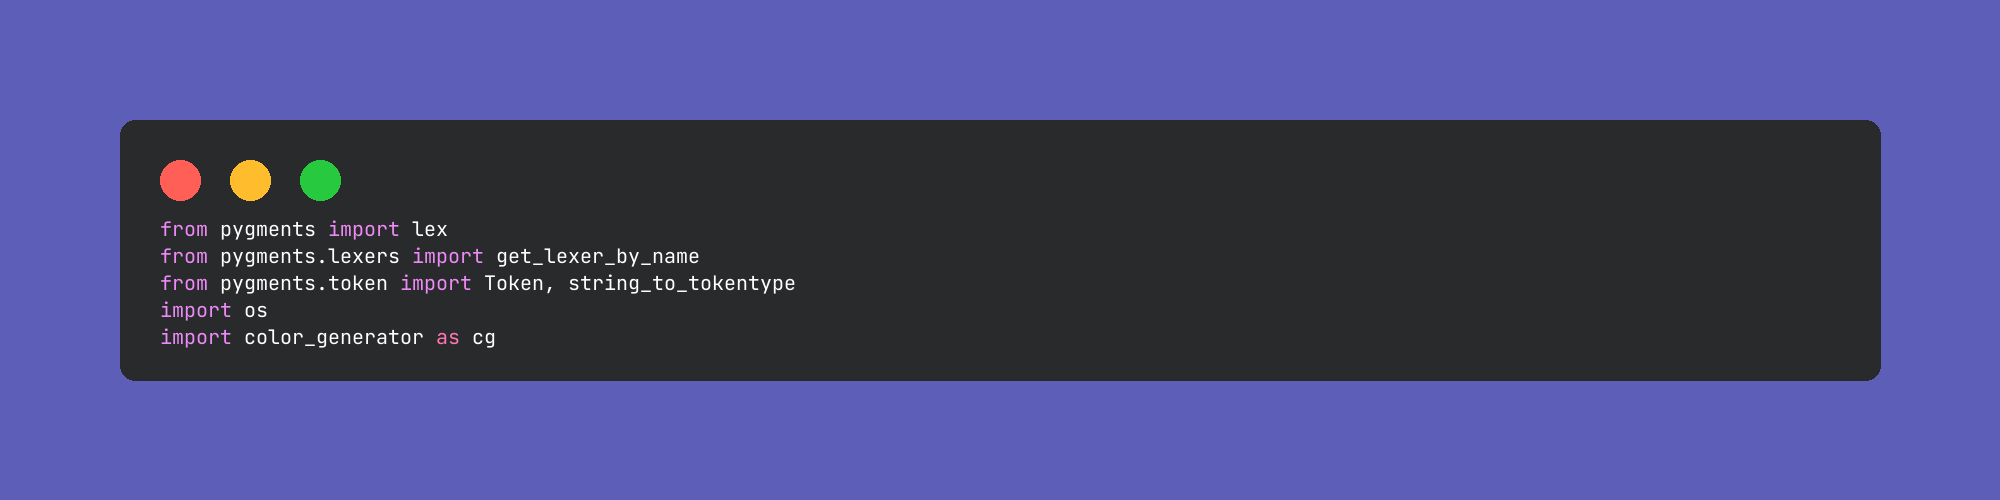 from pygments import lex
from pygments.lexers import get_lexer_by_name
from pygments.token import Token, string_to_tokentype
import os
import color_generator as cg